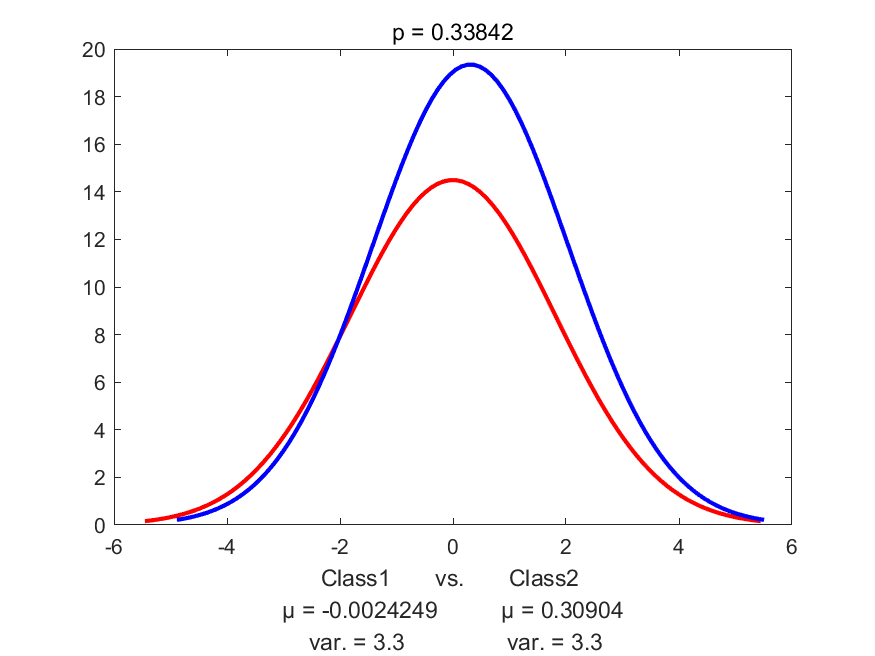 p = 0.33842
20
18
16
14
12
10
8
6
4
2
0
-6 -4 -2 0 2 4 6
Class1 vs. Class2
μ = -0.0024249 μ = 0.30904
var. = 3.3 var. = 3.3